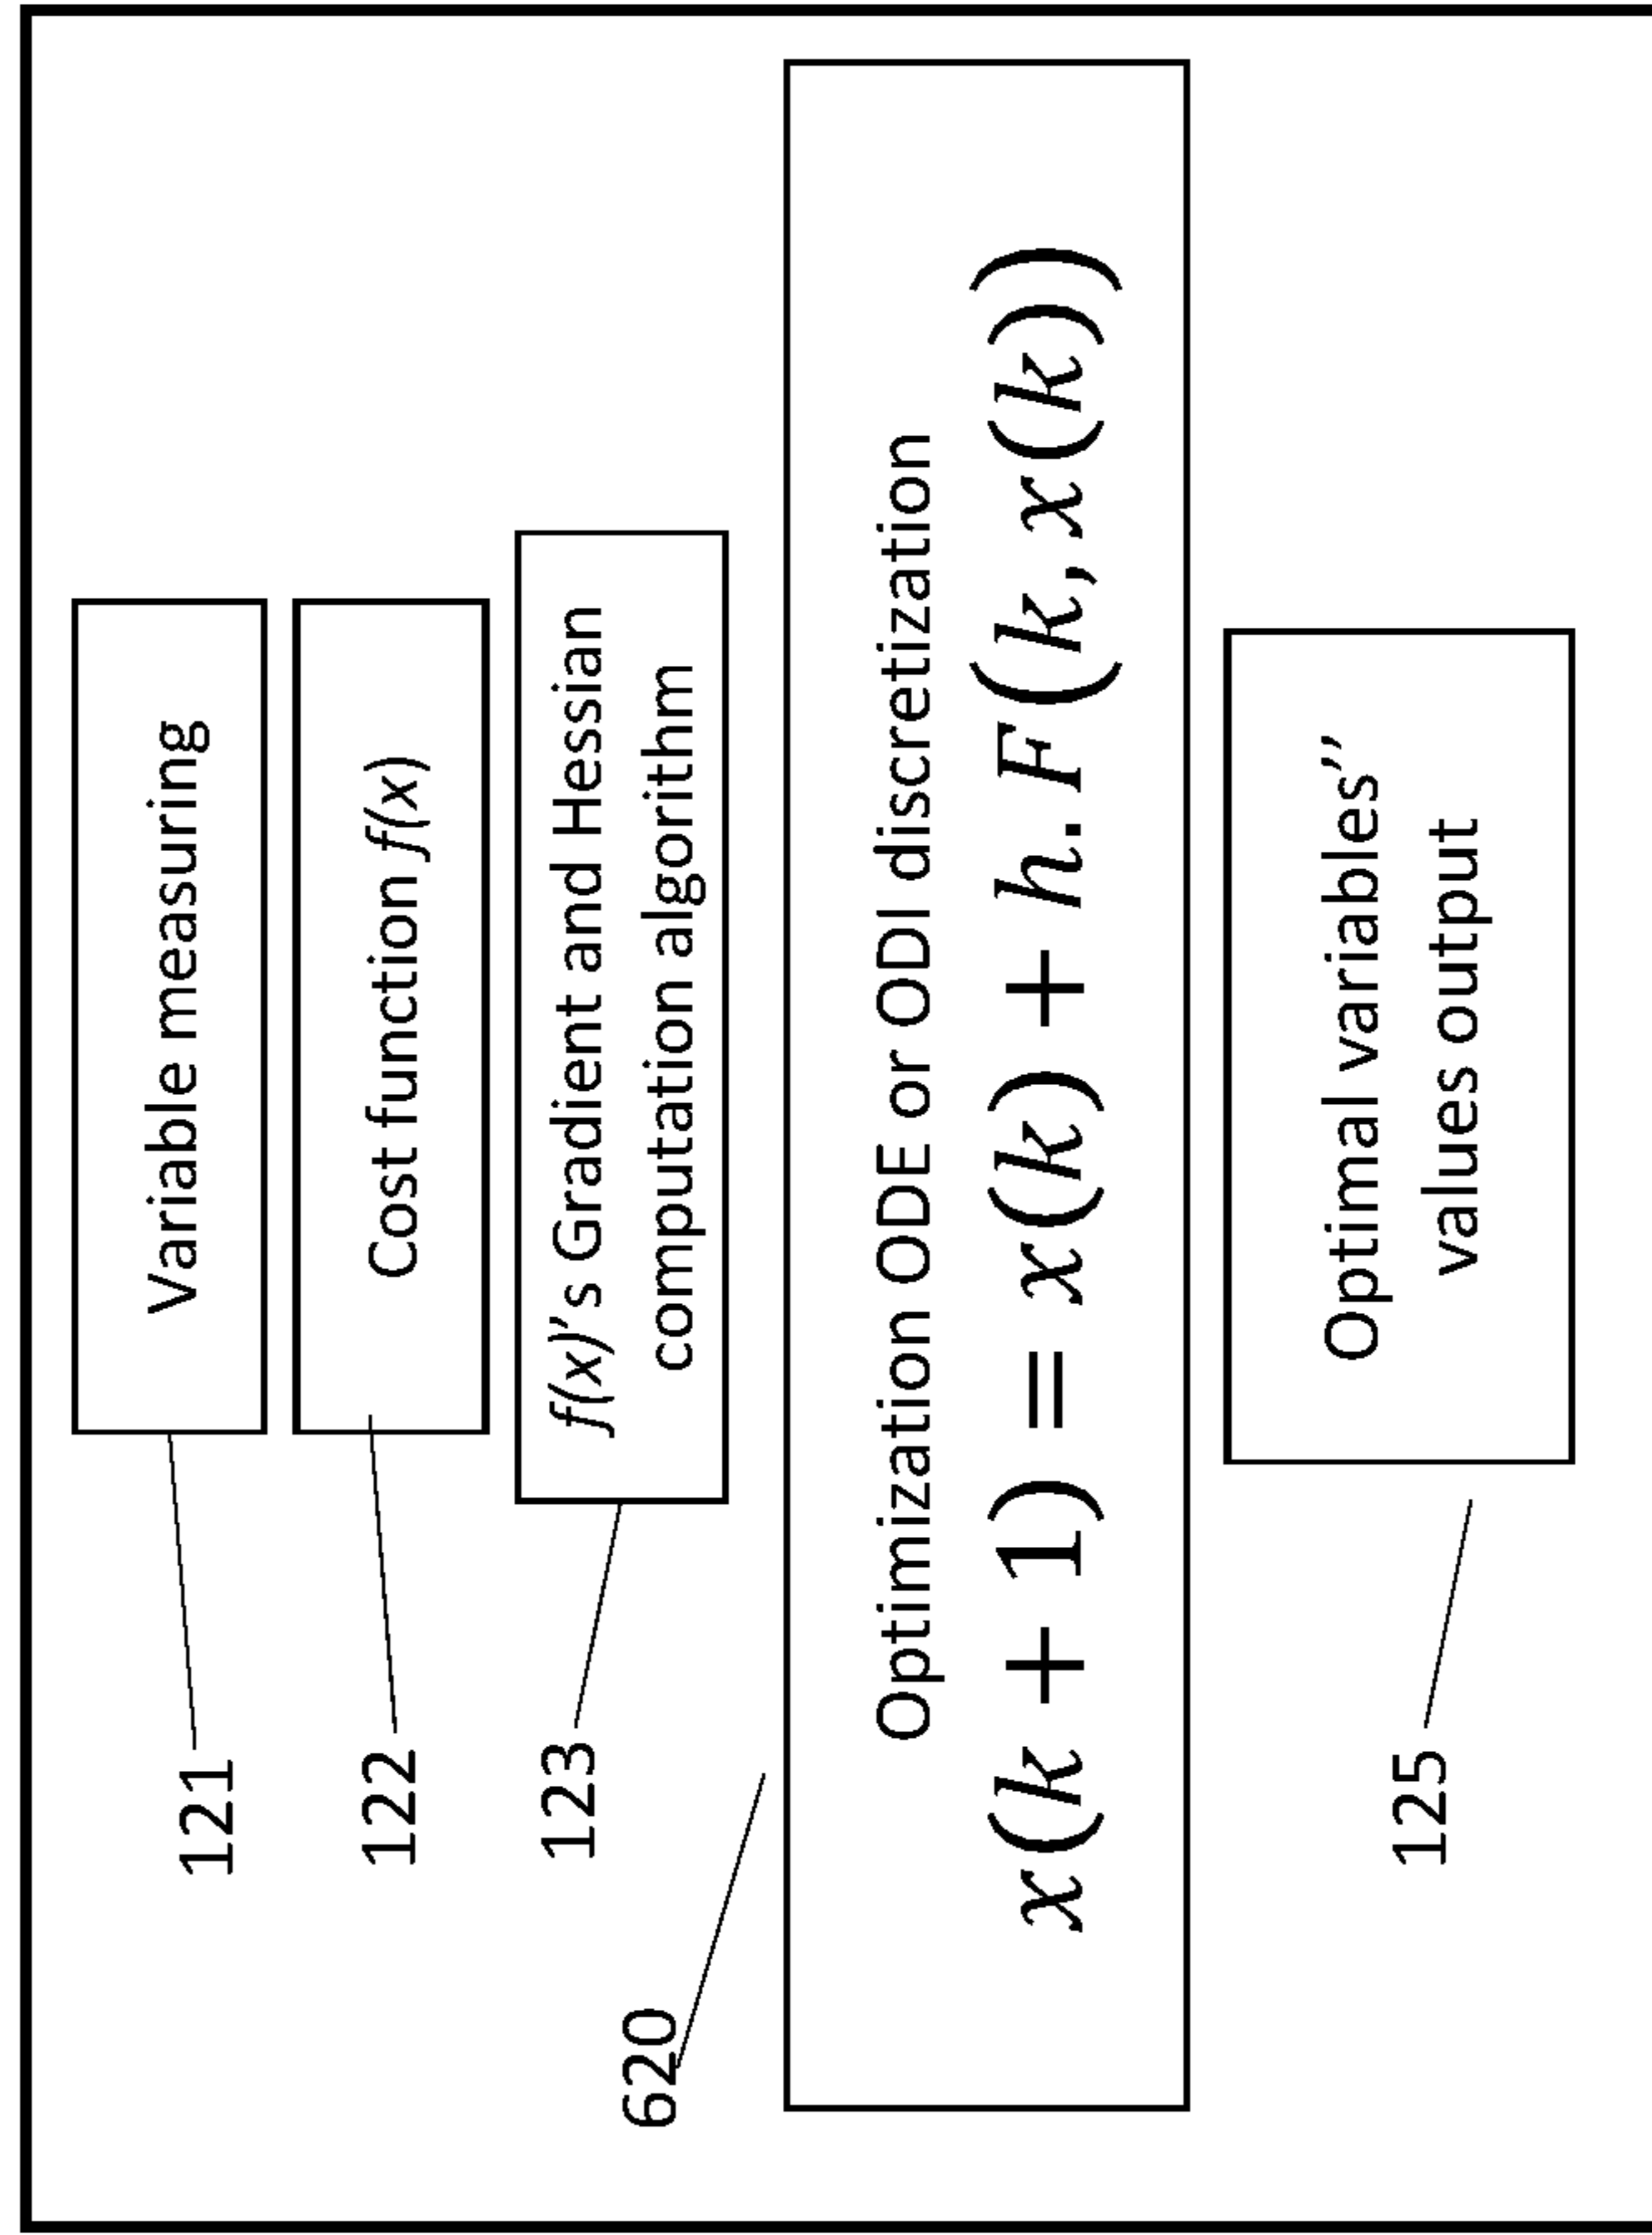 Variable measuring
121
Cost function f(x)
122
f(x)’s Gradient and Hessian
computation algorithm
123
620
Optimization ODE or ODI discretization
x(k + 1) = x(k) + h. F(k, x(k))
Optimal variables’’
values output
125